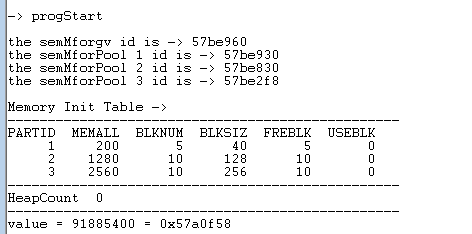 -> progStart
the semMforgv id is -> 57be960
the semMforPool 1 id is -> 57be930
the semMforPool 2 id is -> 57be830
the semMforPool 3 id is -> 57be2f8
Memory Init Table ->
--------------------------------------------------
PARTID  MEMALL  BLKNUM  BLKSIZ  FREBLK  USEBLK
1  200  5  40  5  0
2  1280  10  128  10  0
3  2560  10  256  10  0
--------------------------------------------------
HeapCount  0
--------------------------------------------------
value = 91885400 = 0x57a0f58